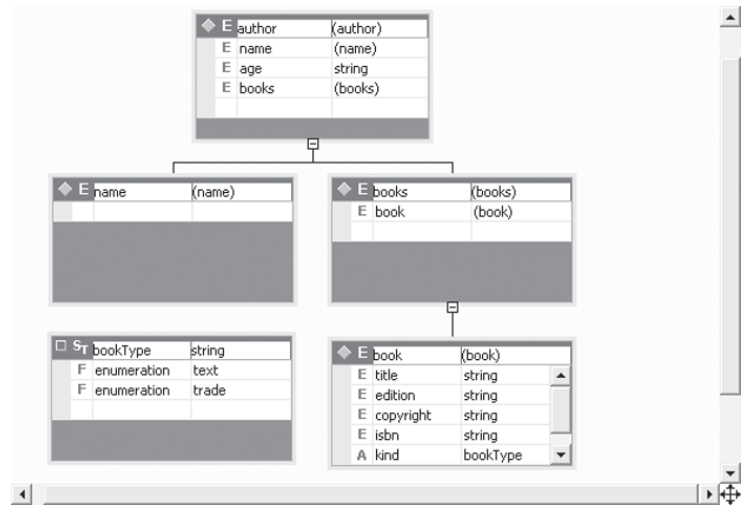 E author (author)
E name (name)
E age string
E books (books)
E name (name)
E books (books)
E book (book)
ST bookType string
F enumeration text
F enumeration trade
E book (book)
E title string
E edition string
E copyright string
E isbn string
A kind bookType